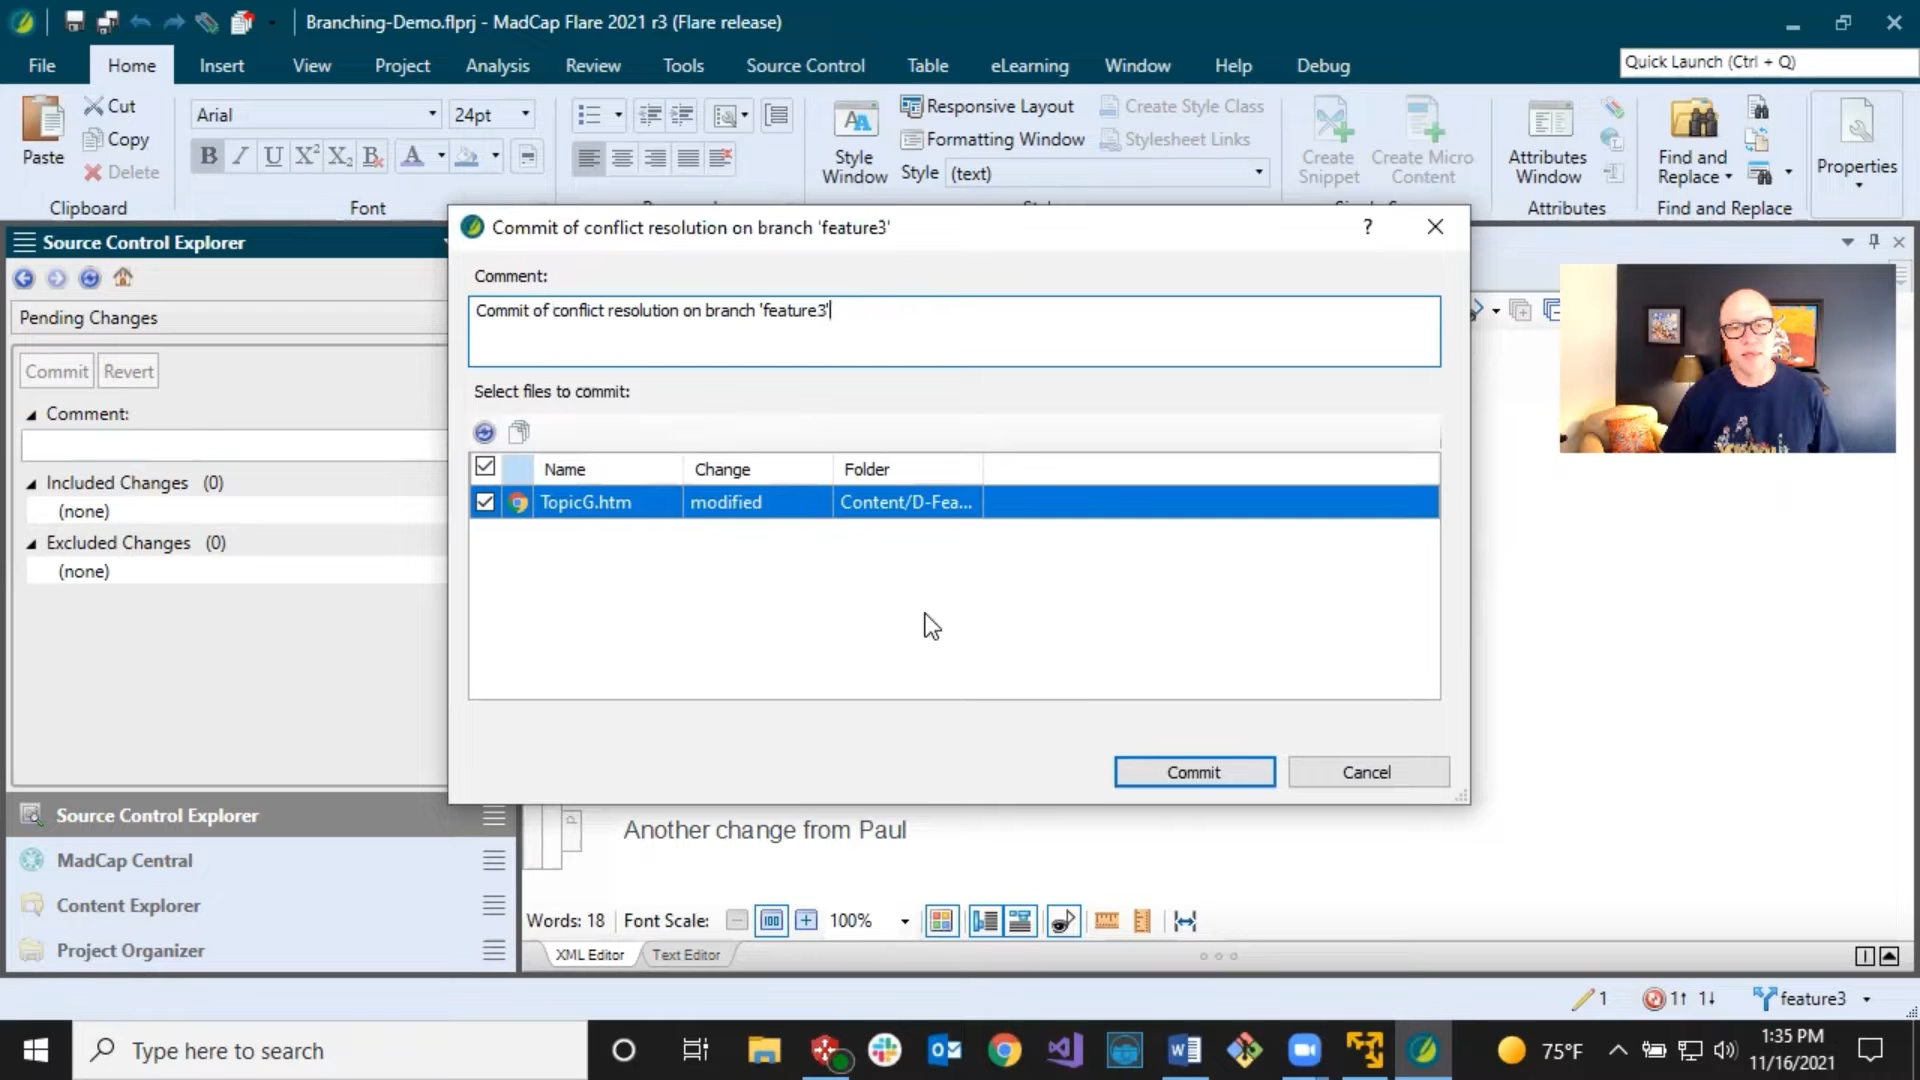 Branching-Demo.flprj - MadCap Flare 2021 r3 (Flare release)
File Home Insert View Project Analysis Review Tools Source Control Table eLearning Window Help Debug
Quick Launch (Ctrl + Q)
Paste
Cut
Copy
Delete
Clipboard
Arial 24pt
B I U X² X₂ B
A
Font
Style Window
Responsive Layout
Formatting Window
Style (text)
Create Style Class
Stylesheet Links
Create Snippet
Create Micro Content
Attributes Window
Attributes
Find and Replace
Find and Replace
Properties
Source Control Explorer
Pending Changes
Commit Revert
Comment:
Included Changes (0)
(none)
Excluded Changes (0)
(none)
Source Control Explorer
MadCap Central
Content Explorer
Project Organizer
Commit of conflict resolution on branch 'feature3'
?
Comment:
Commit of conflict resolution on branch 'feature3'
Select files to commit:
Name Change Folder
TopicG.htm modified Content/D-Fea...
Commit Cancel
Another change from Paul
Words: 18 Font Scale: 100%
XML Editor Text Editor
1 1↑ 1↓ feature3
Type here to search
75°F
1:35 PM
11/16/2021